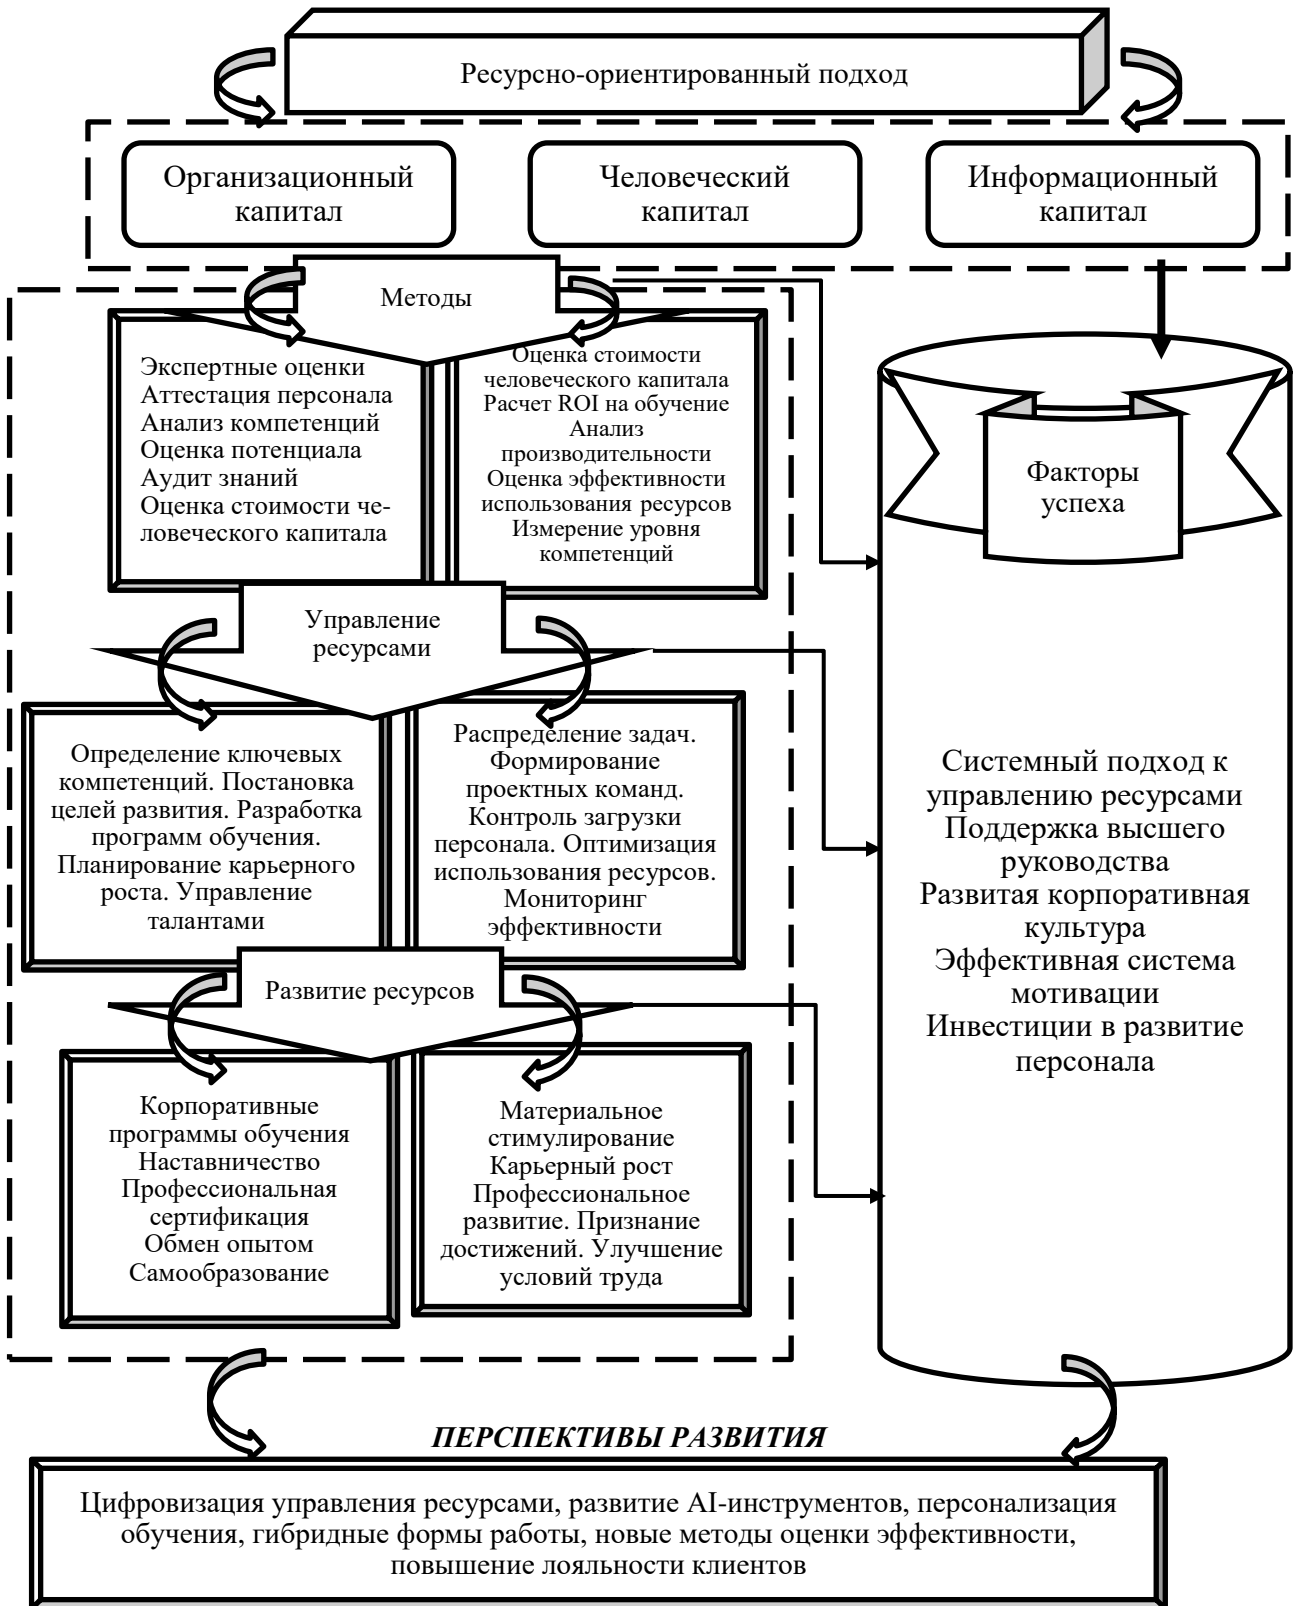 Ресурсно-ориентированный подход
Организационный
капитал
Человеческий
капитал
Информационный
капитал
Методы
Экспертные оценки
Аттестация персонала
Анализ компетенций
Оценка потенциала
Аудит знаний
Оценка стоимости че-
ловеческого капитала
Оценка стоимости
человеческого капитала
Расчет ROI на обучение
Анализ
производительности
Оценка эффективности
использования ресурсов
Измерение уровня
компетенций
Управление
ресурсами
Определение ключевых
компетенций. Постановка
целей развития. Разработка
программ обучения.
Планирование карьерного
роста. Управление
талантами
Распределение задач.
Формирование
проектных команд.
Контроль загрузки
персонала. Оптимизация
использования ресурсов.
Мониторинг
эффективности
Развитие ресурсов
Корпоративные
программы обучения
Наставничество
Профессиональная
сертификация
Обмен опытом
Самообразование
Материальное
стимулирование
Карьерный рост
Профессиональное
развитие. Признание
достижений. Улучшение
условий труда
Факторы
успеха
Системный подход к
управлению ресурсами
Поддержка высшего
руководства
Развитая корпоративная
культура
Эффективная система
мотивации
Инвестиции в развитие
персонала
ПЕРСПЕКТИВЫ РАЗВИТИЯ
Цифровизация управления ресурсами, развитие AI-инструментов, персонализация
обучения, гибридные формы работы, новые методы оценки эффективности,
повышение лояльности клиентов